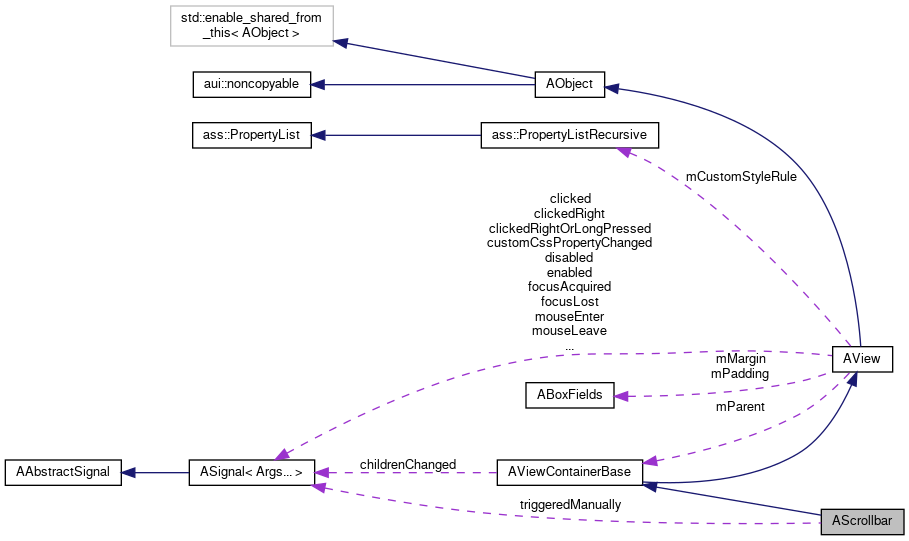 std::enable_shared_from
_this< AObject >
aui::noncopyable
AObject
ass::PropertyList
ass::PropertyListRecursive
mCustomStyleRule
clicked
clickedRight
clickedRightOrLongPressed
customCssPropertyChanged
disabled
enabled
focusAcquired
focusLost
mouseEnter
mouseLeave
...
AView
mMargin
mPadding
ABoxFields
mParent
AAbstractSignal
ASignal< Args... >
childrenChanged
AViewContainerBase
triggeredManually
AScrollbar